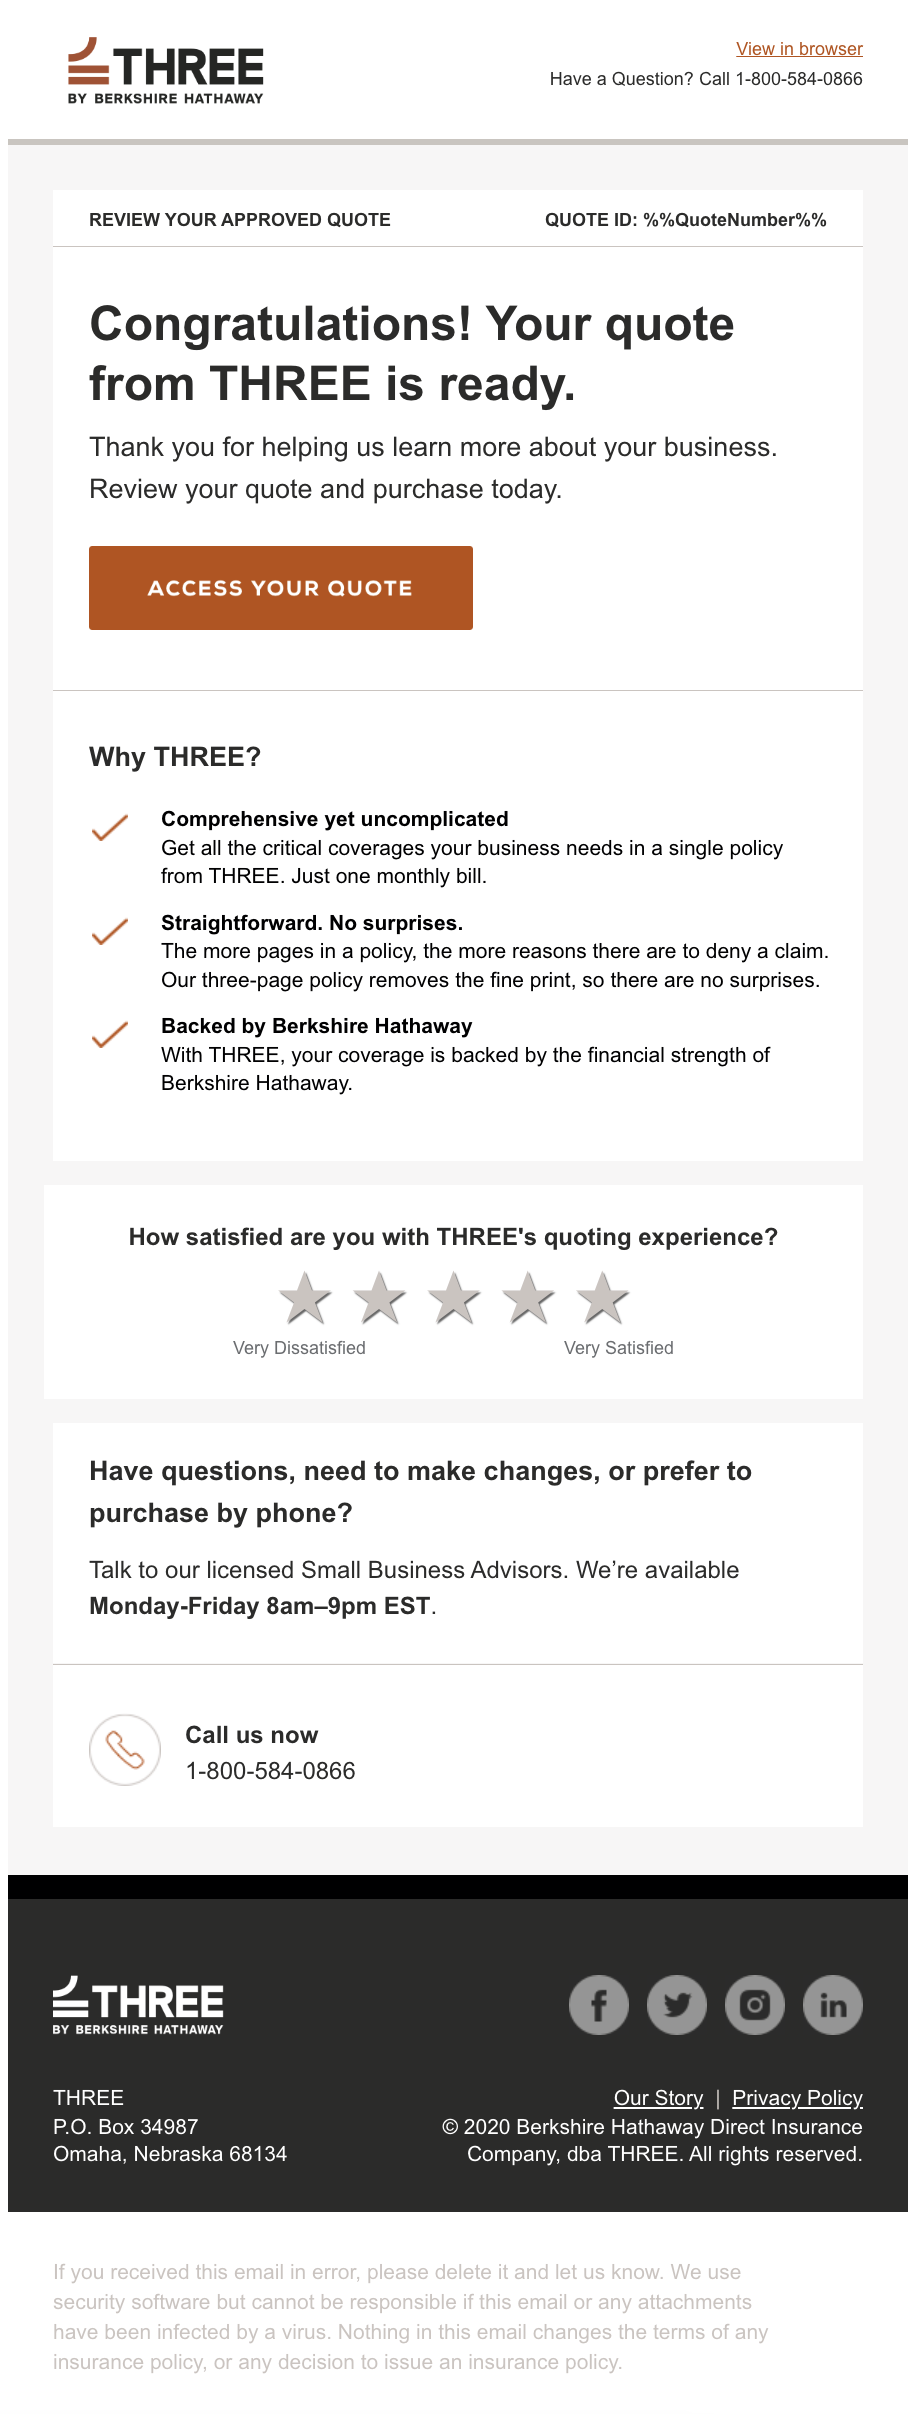 THREE
BY BERKSHIRE HATHAWAY
View in browser
Have a Question? Call 1-800-584-0866
REVIEW YOUR APPROVED QUOTE
QUOTE ID: %%QuoteNumber%%
Congratulations! Your quote
from THREE is ready.
Thank you for helping us learn more about your business.
Review your quote and purchase today.
ACCESS YOUR QUOTE
Why THREE?
Comprehensive yet uncomplicated
Get all the critical coverages your business needs in a single policy
from THREE. Just one monthly bill.
Straightforward. No surprises.
The more pages in a policy, the more reasons there are to deny a claim.
Our three-page policy removes the fine print, so there are no surprises.
Backed by Berkshire Hathaway
With THREE, your coverage is backed by the financial strength of
Berkshire Hathaway.
How satisfied are you with THREE's quoting experience?
Very Dissatisfied
Very Satisfied
Have questions, need to make changes, or prefer to
purchase by phone?
Talk to our licensed Small Business Advisors. We’re available
Monday-Friday 8am–9pm EST.
Call us now
1-800-584-0866
THREE
BY BERKSHIRE HATHAWAY
THREE
P.O. Box 34987
Omaha, Nebraska 68134
Our Story | Privacy Policy
© 2020 Berkshire Hathaway Direct Insurance
Company, dba THREE. All rights reserved.
If you received this email in error, please delete it and let us know. We use
security software but cannot be responsible if this email or any attachments
have been infected by a virus. Nothing in this email changes the terms of any
insurance policy, or any decision to issue an insurance policy.